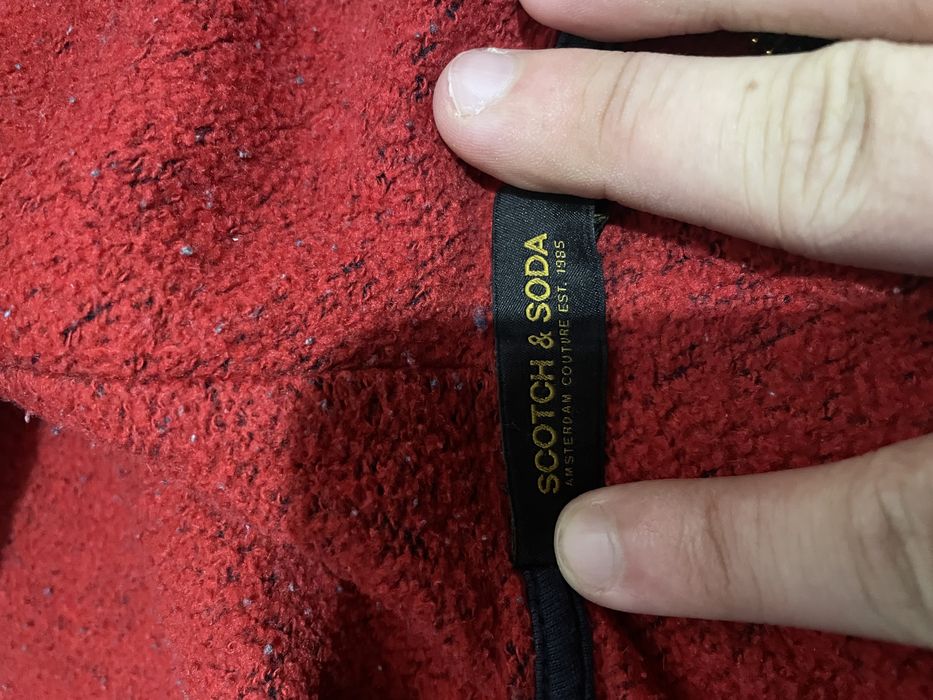 SCOTCH & SODA
AMSTERDAM COUTURE EST. 1985